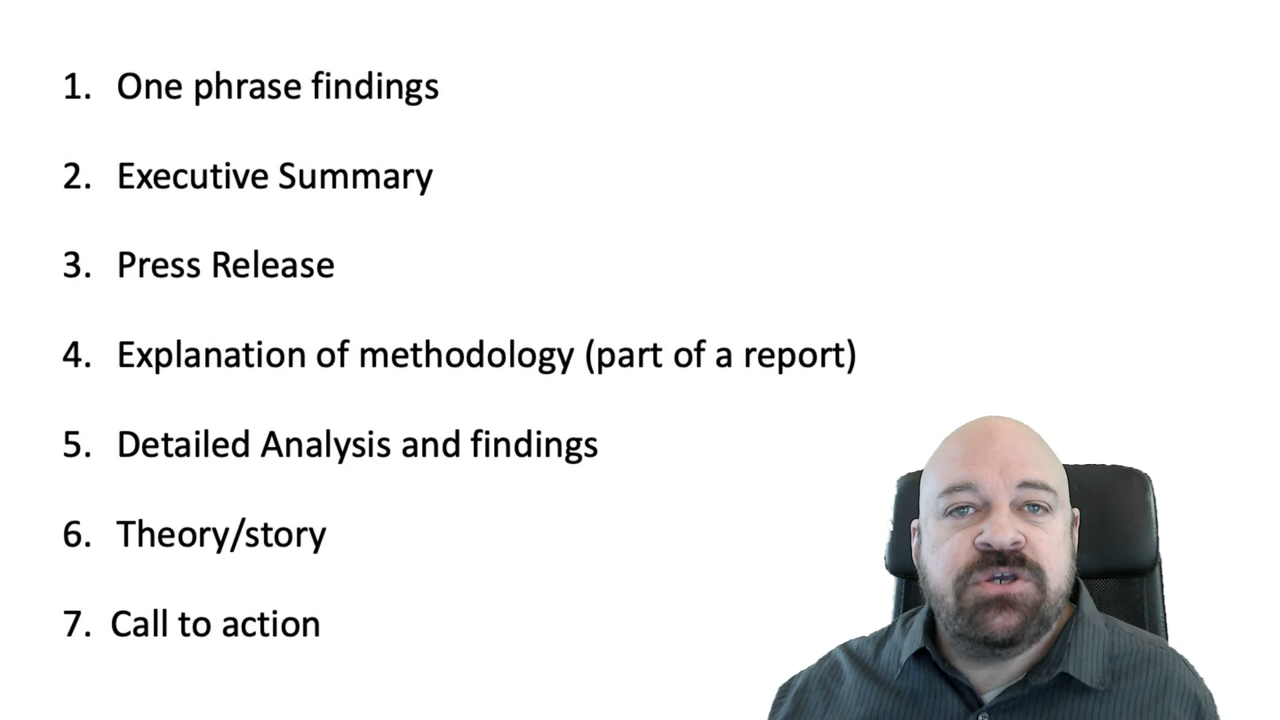 1. One phrase findings
2. Executive Summary
3. Press Release
4. Explanation of methodology (part of a report)
5. Detailed Analysis and findings
6. Theory/story
7. Call to action